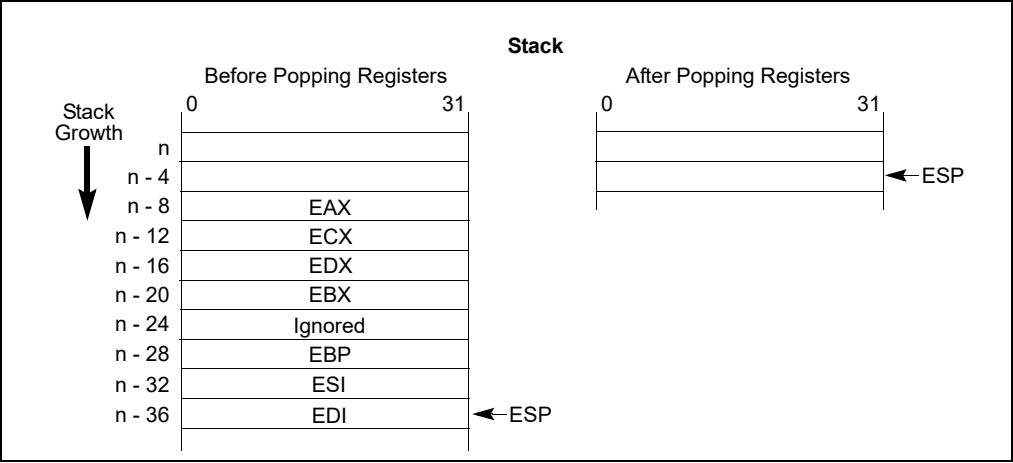 Stack
Before Popping Registers
After Popping Registers
0 31
0 31
Stack
Growth
n
n - 4
ESP
n - 8 EAX
n - 12 ECX
n - 16 EDX
n - 20 EBX
n - 24 Ignored
n - 28 EBP
n - 32 ESI
n - 36 EDI ESP